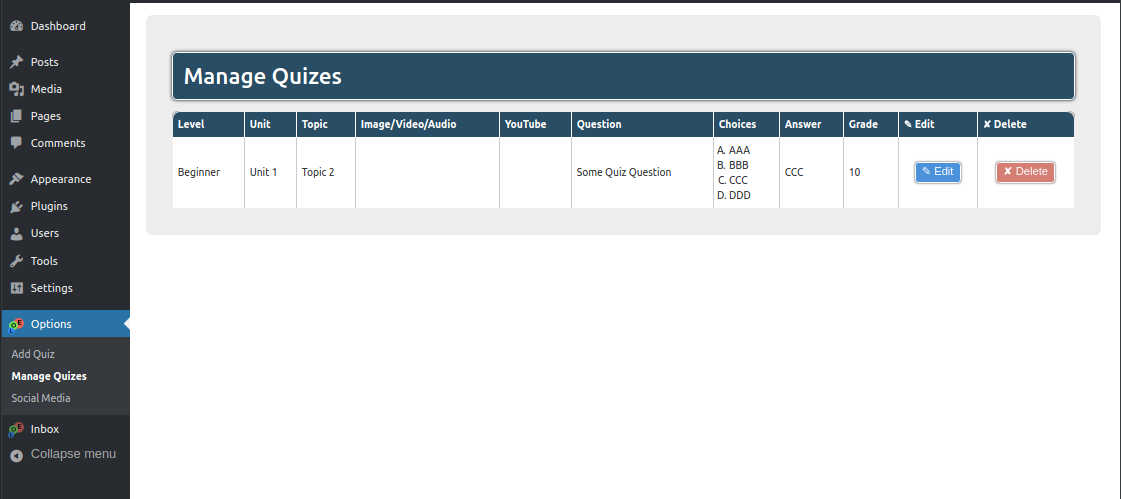 Dashboard
Posts
Media
Pages
Comments
Appearance
Plugins
Users
Tools
Settings
Options
Add Quiz
Manage Quizes
Social Media
Inbox
Collapse menu
Manage Quizes
Level Unit Topic Image/Video/Audio YouTube Question Choices Answer Grade ✎ Edit ✘ Delete
Beginner Unit 1 Topic 2 Some Quiz Question A. AAA CCC 10 ✎ Edit ✘ Delete
B. BBB
C. CCC
D. DDD